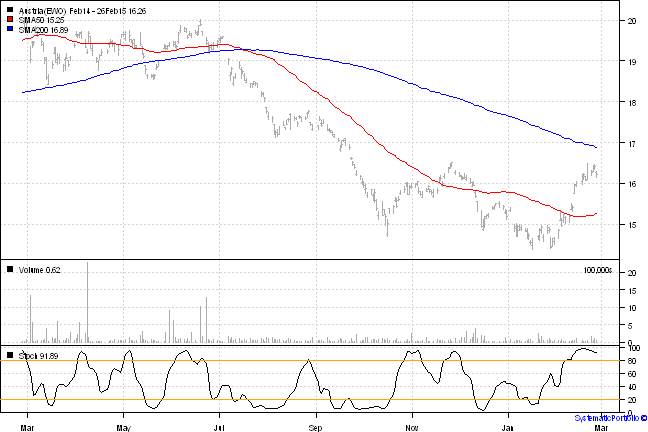 Austria(EWO) Feb14 - 26Feb15 16.26
SMA50 15.25
SMA200 16.89
20
19
18
17
16
15
Volume 0.62
100,000s
20
15
10
5
0
Stoch 91.89
100
80
60
40
20
0
Mar May Jul Sep Nov Jan Mar
SystematicPortfolio ©